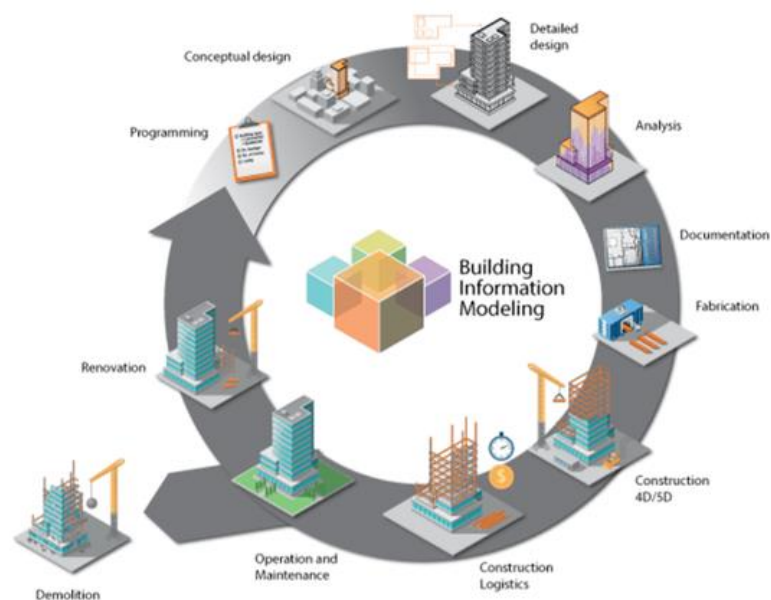 Conceptual design
Detailed
design
Programming
Analysis
Documentation
Building
Information
Modeling
Fabrication
Renovation
Construction
4D/5D
$
Operation and
Maintenance
Construction
Logistics
Demolition